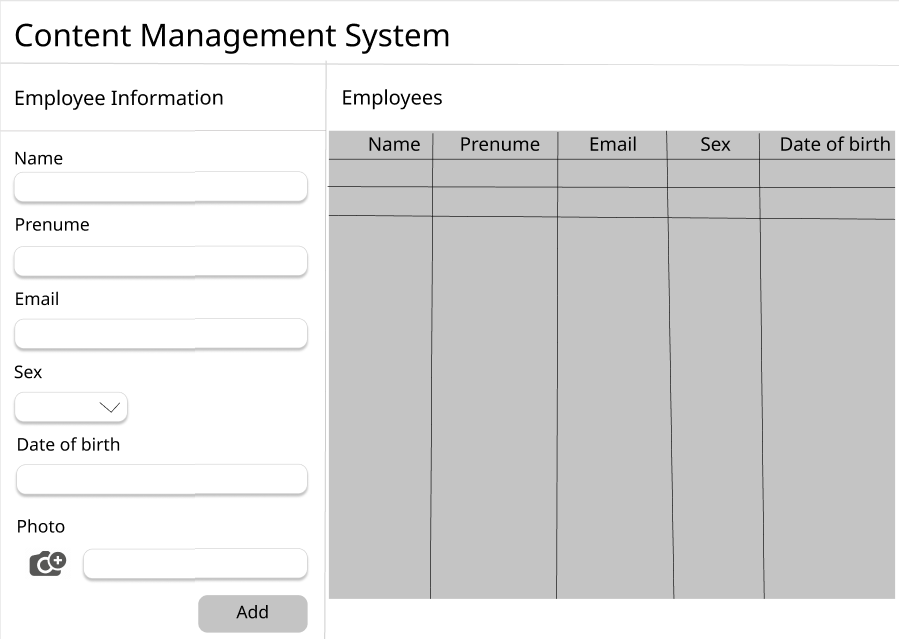 Content Management System
Employee Information
Name
Prenume
Email
Sex
Date of birth
Photo
Add
Employees
Name Prenume Email Sex Date of birth